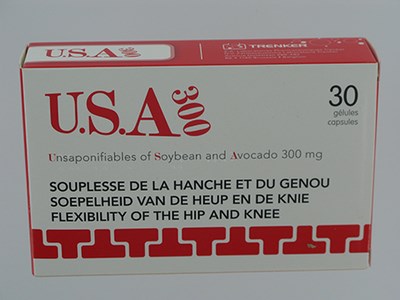 U.S.A 300
TRENKER
U.S.A 300
30
gélules
capsules
Unsaponifiables of Soybean and Avocado 300 mg
SOUPLESSE DE LA HANCHE ET DU GENOU
SOEPELHEID VAN DE HEUP EN DE KNIE
FLEXIBILITY OF THE HIP AND KNEE